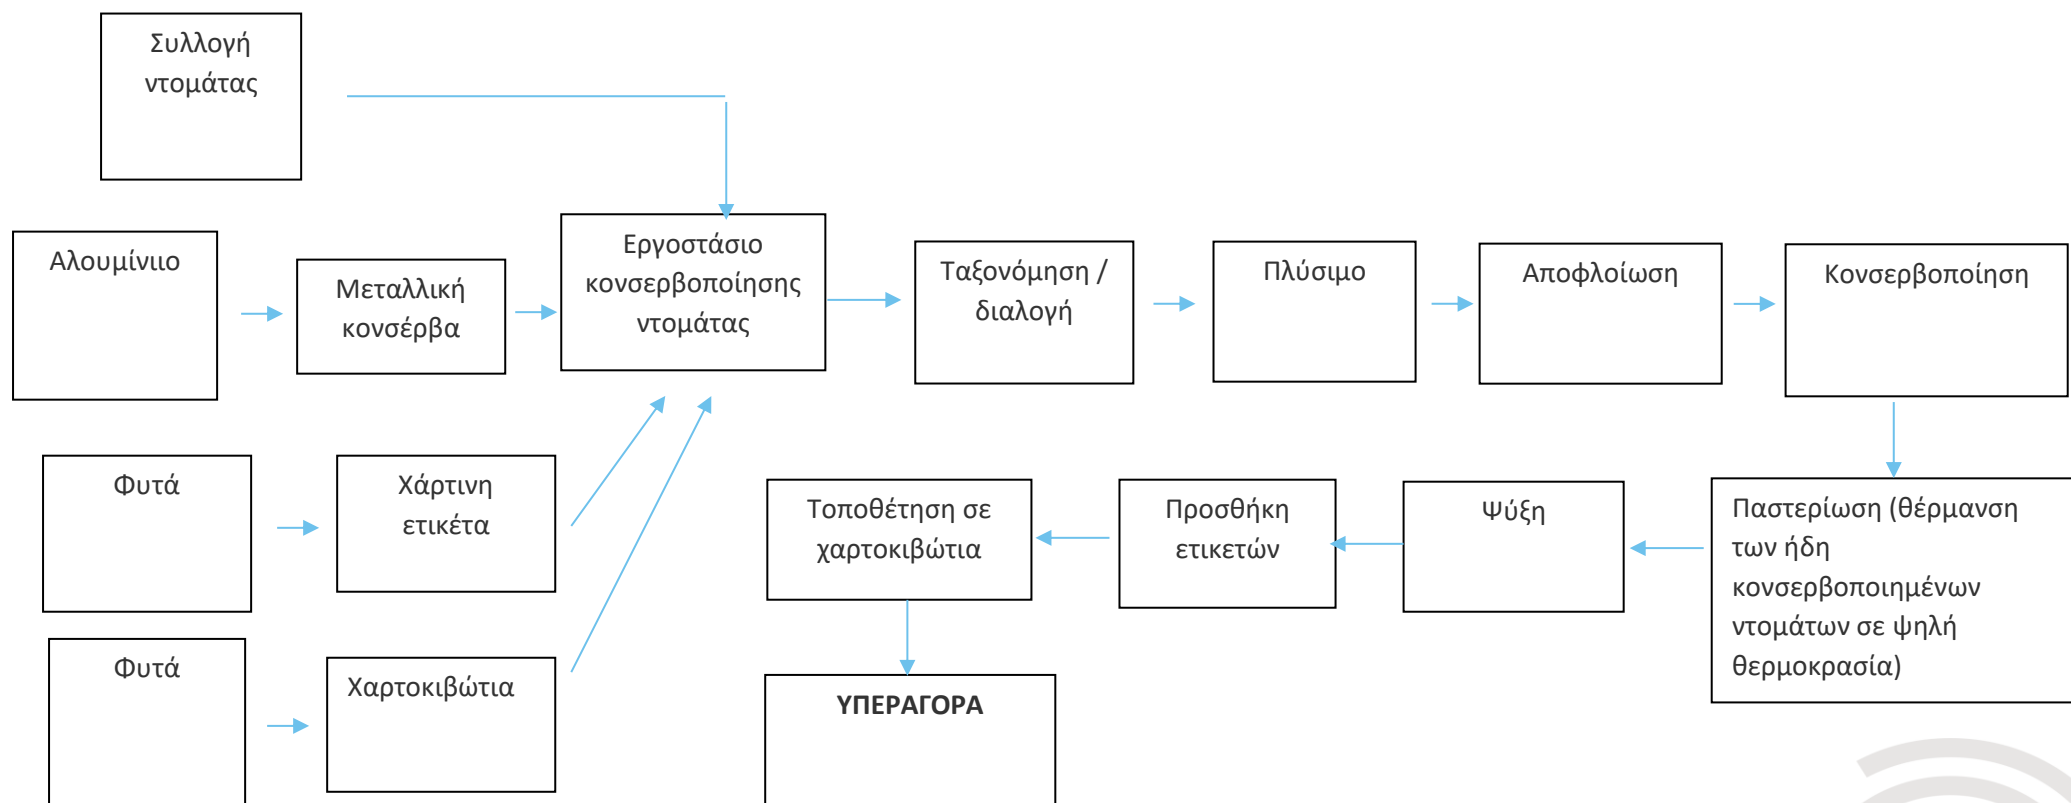 Συλλογή
ντομάτας
Αλουμίνιιο
Μεταλλική
κονσέρβα
Εργοστάσιο
κονσερβοποίησης
ντομάτας
Ταξονόμηση /
διαλογή
Πλύσιμο
Αποφλοίωση
Κονσερβοποίηση
Φυτά
Χάρτινη
ετικέτα
Τοποθέτηση σε
χαρτοκιβώτια
Προσθήκη
ετικετών
Ψύξη
Παστερίωση (θέρμανση
των ήδη
κονσερβοποιημένων
ντομάτων σε ψηλή
θερμοκρασία)
Φυτά
Χαρτοκιβώτια
ΥΠΕΡΑΓΟΡΑ